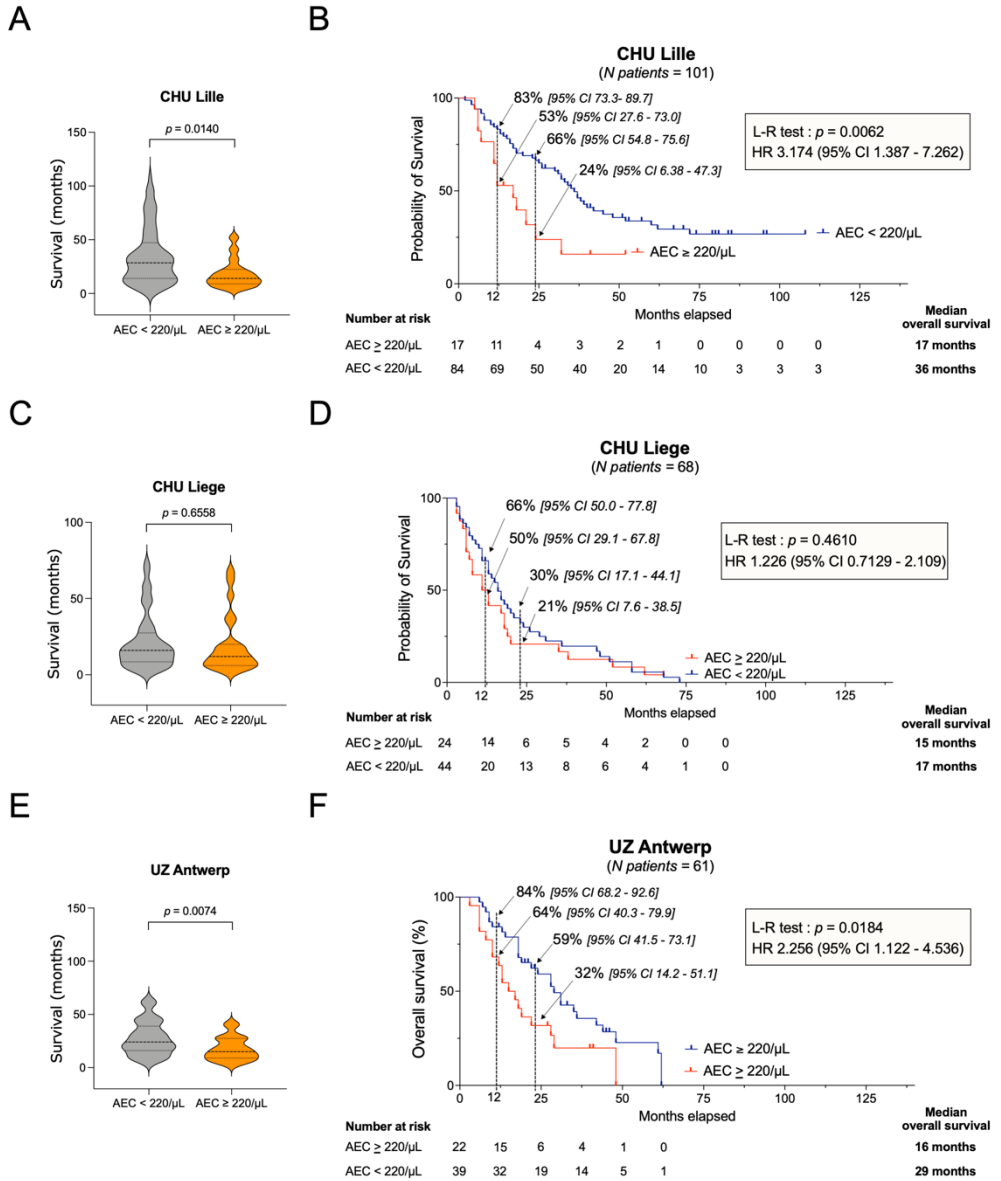 A
CHU Lille
p = 0.0140
150
100
50
0
Survival (months)
AEC < 220/µL AEC ≥ 220/µL
B
CHU Lille
(N patients = 101)
83% [95% CI 73.3- 89.7]
53% [95% CI 27.6 - 73.0]
66% [95% CI 54.8 - 75.6]
24% [95% CI 6.38 - 47.3]
L-R test : p = 0.0062
HR 3.174 (95% CI 1.387 - 7.262)
100
50
0
Probability of Survival
AEC < 220/µL
AEC ≥ 220/µL
0 12 25 50 75 100 125
Months elapsed
Number at risk
Median
overall survival
AEC ≥ 220/µL 17 11 4 3 2 1 0 0 0 0 17 months
AEC < 220/µL 84 69 50 40 20 14 10 3 3 3 36 months
C
CHU Liege
p = 0.6558
100
50
0
Survival (months)
AEC < 220/µL AEC ≥ 220/µL
D
CHU Liege
(N patients = 68)
66% [95% CI 50.0 - 77.8]
50% [95% CI 29.1 - 67.8]
30% [95% CI 17.1 - 44.1]
21% [95% CI 7.6 - 38.5]
L-R test : p = 0.4610
HR 1.226 (95% CI 0.7129 - 2.109)
100
50
0
Probability of Survival
AEC ≥ 220/µL
AEC < 220/µL
0 12 25 50 75 100 125
Months elapsed
Number at risk
Median
overall survival
AEC ≥ 220/µL 24 14 6 5 4 2 0 0 15 months
AEC < 220/µL 44 20 13 8 6 4 1 0 17 months
E
UZ Antwerp
p = 0.0074
150
100
50
0
Survival (months)
AEC < 220/µL AEC ≥ 220/µL
F
UZ Antwerp
(N patients = 61)
84% [95% CI 68.2 - 92.6]
64% [95% CI 40.3 - 79.9]
59% [95% CI 41.5 - 73.1]
32% [95% CI 14.2 - 51.1]
L-R test : p = 0.0184
HR 2.256 (95% CI 1.122 - 4.536)
100
50
0
Overall survival (%)
AEC ≥ 220/µL
AEC ≥ 220/µL
0 12 25 50 75 100 125
Months elapsed
Number at risk
Median
overall survival
AEC ≥ 220/µL 22 15 6 4 1 0 16 months
AEC < 220/µL 39 32 19 14 5 1 29 months